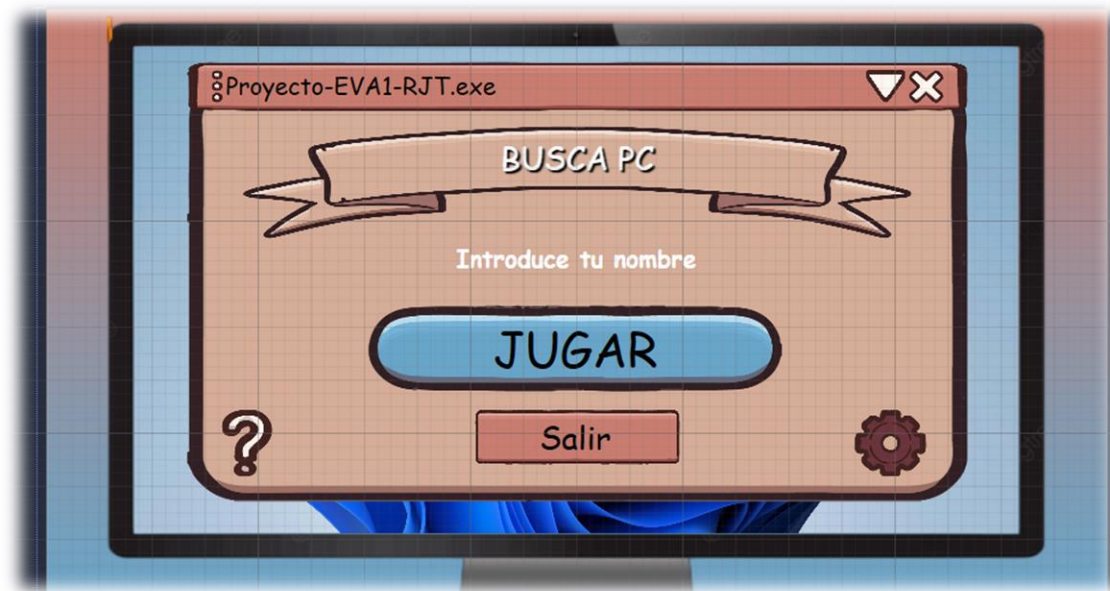 Proyecto-EVA1-RJT.exe
BUSCA PC
Introduce tu nombre
JUGAR
?
Salir